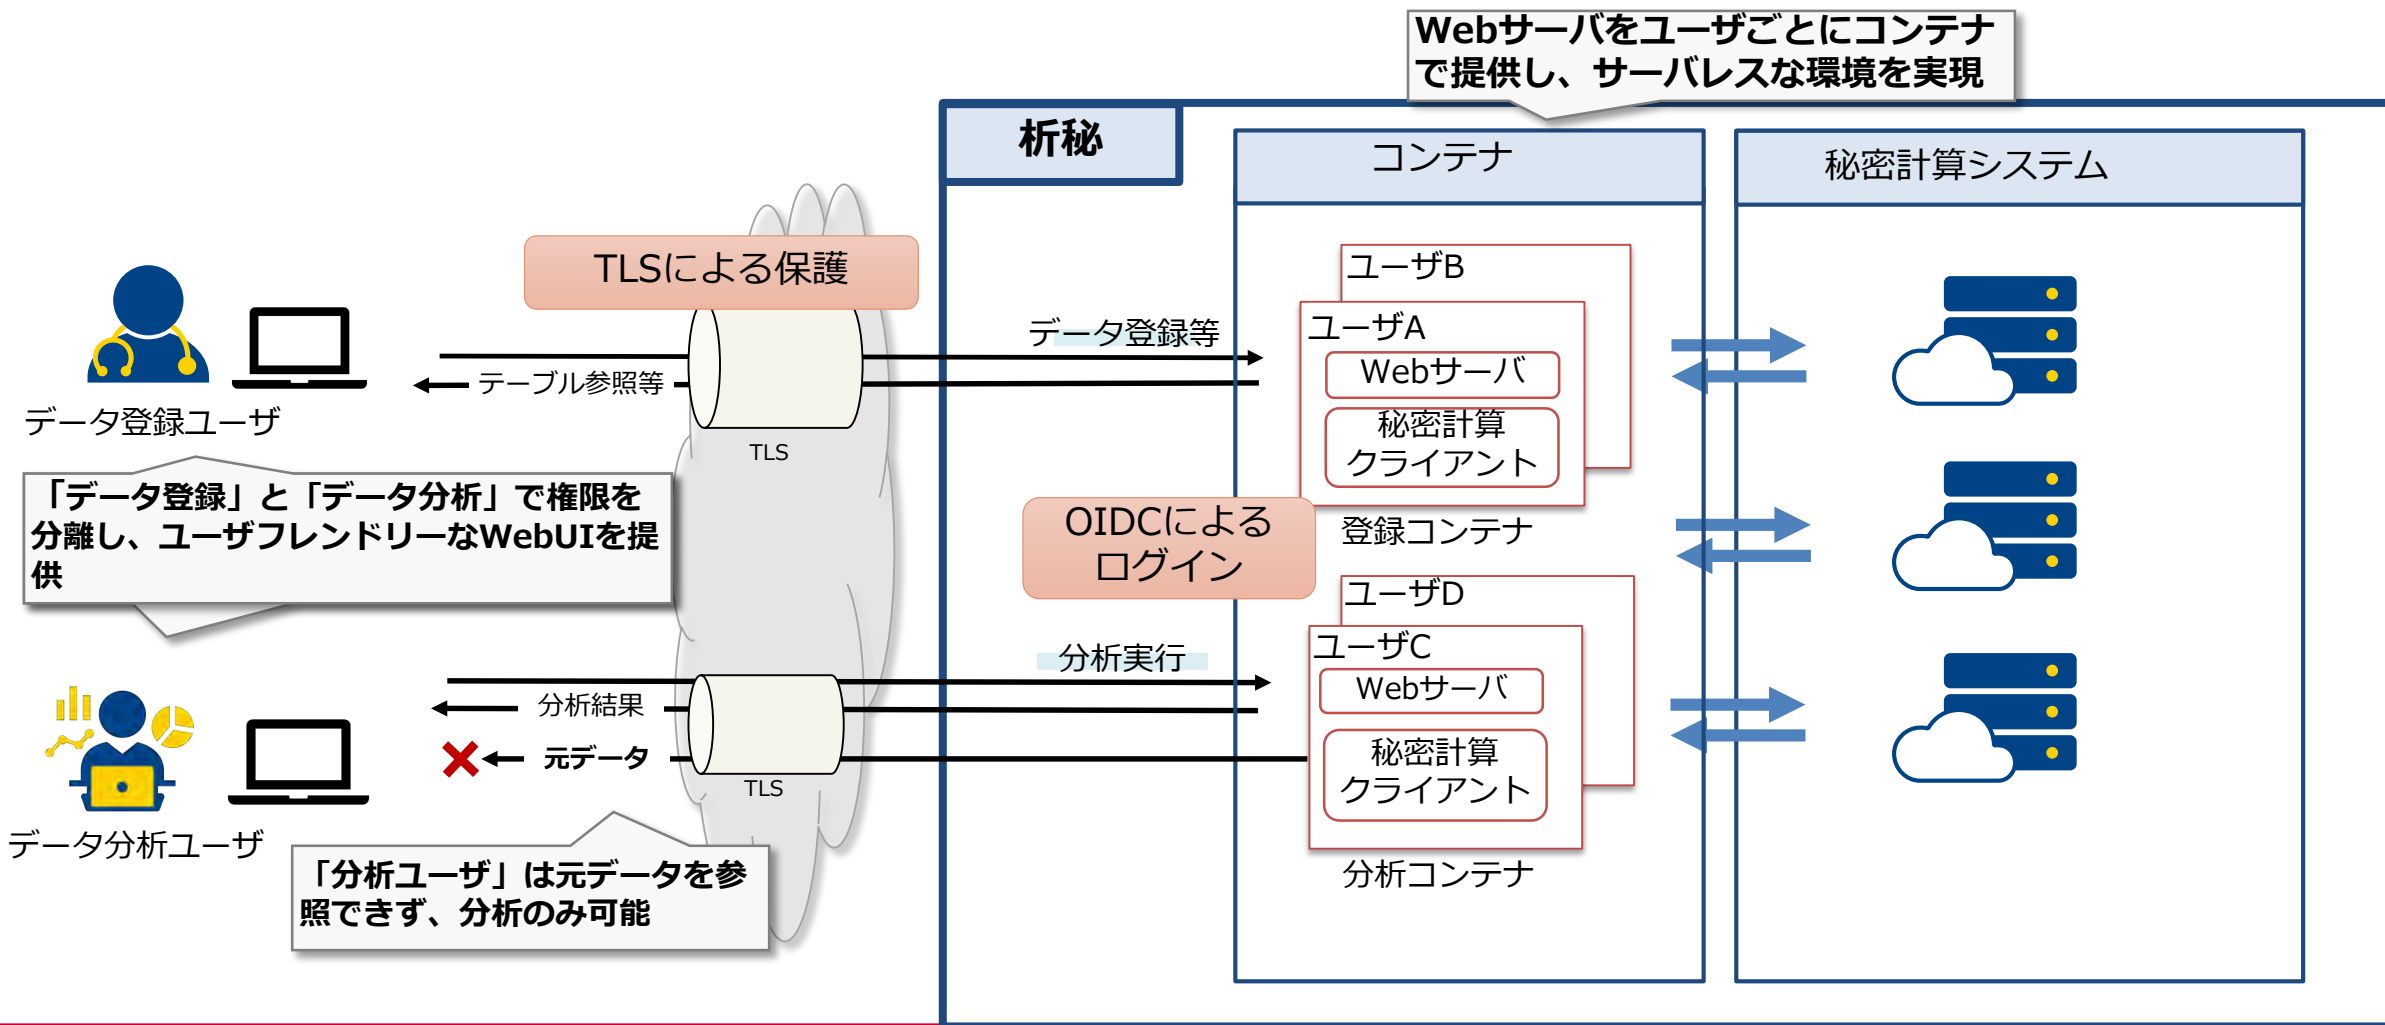 Webサーバをユーザごとにコンテナ
で提供し、サーバレスな環境を実現
析秘
コンテナ
秘密計算システム
TLSによる保護
データ登録等
テーブル参照等
TLS
データ登録ユーザ
ユーザB
ユーザA
Webサーバ
秘密計算
クライアント
登録コンテナ
「データ登録」と「データ分析」で権限を
分離し、ユーザフレンドリーなWebUIを提
供
OIDCによる
ログイン
分析実行
分析結果
元データ
TLS
データ分析ユーザ
ユーザD
ユーザC
Webサーバ
秘密計算
クライアント
分析コンテナ
「分析ユーザ」は元データを参
照できず、分析のみ可能